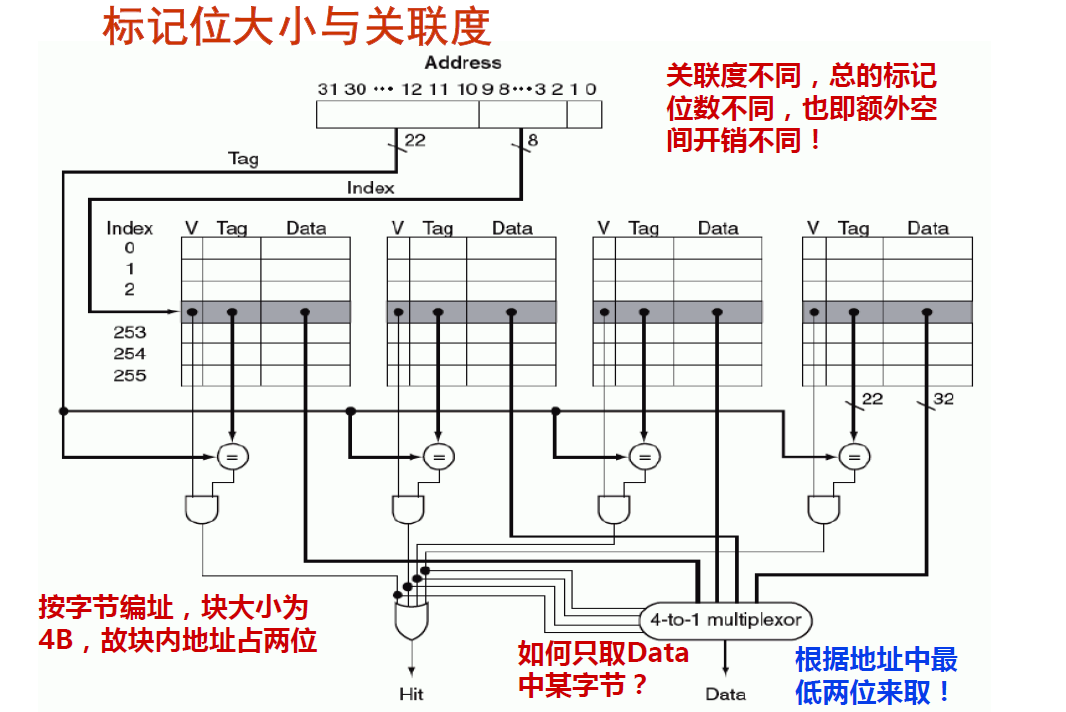 标记位大小与关联度
Address
31 30 ••• 12 11 10 9 8•••3 2 1 0
关联度不同，总的标记
位数不同，也即额外空
间开销不同！
22
8
Tag
Index
Index
V Tag Data
V Tag Data
V Tag Data
V Tag Data
0
1
2
253
254
255
22
32
=
=
=
=
按字节编址，块大小为
4B，故块内地址占两位
4-to-1 multiplexor
如何只取Data
中某字节？
根据地址中最
低两位来取！
Hit
Data